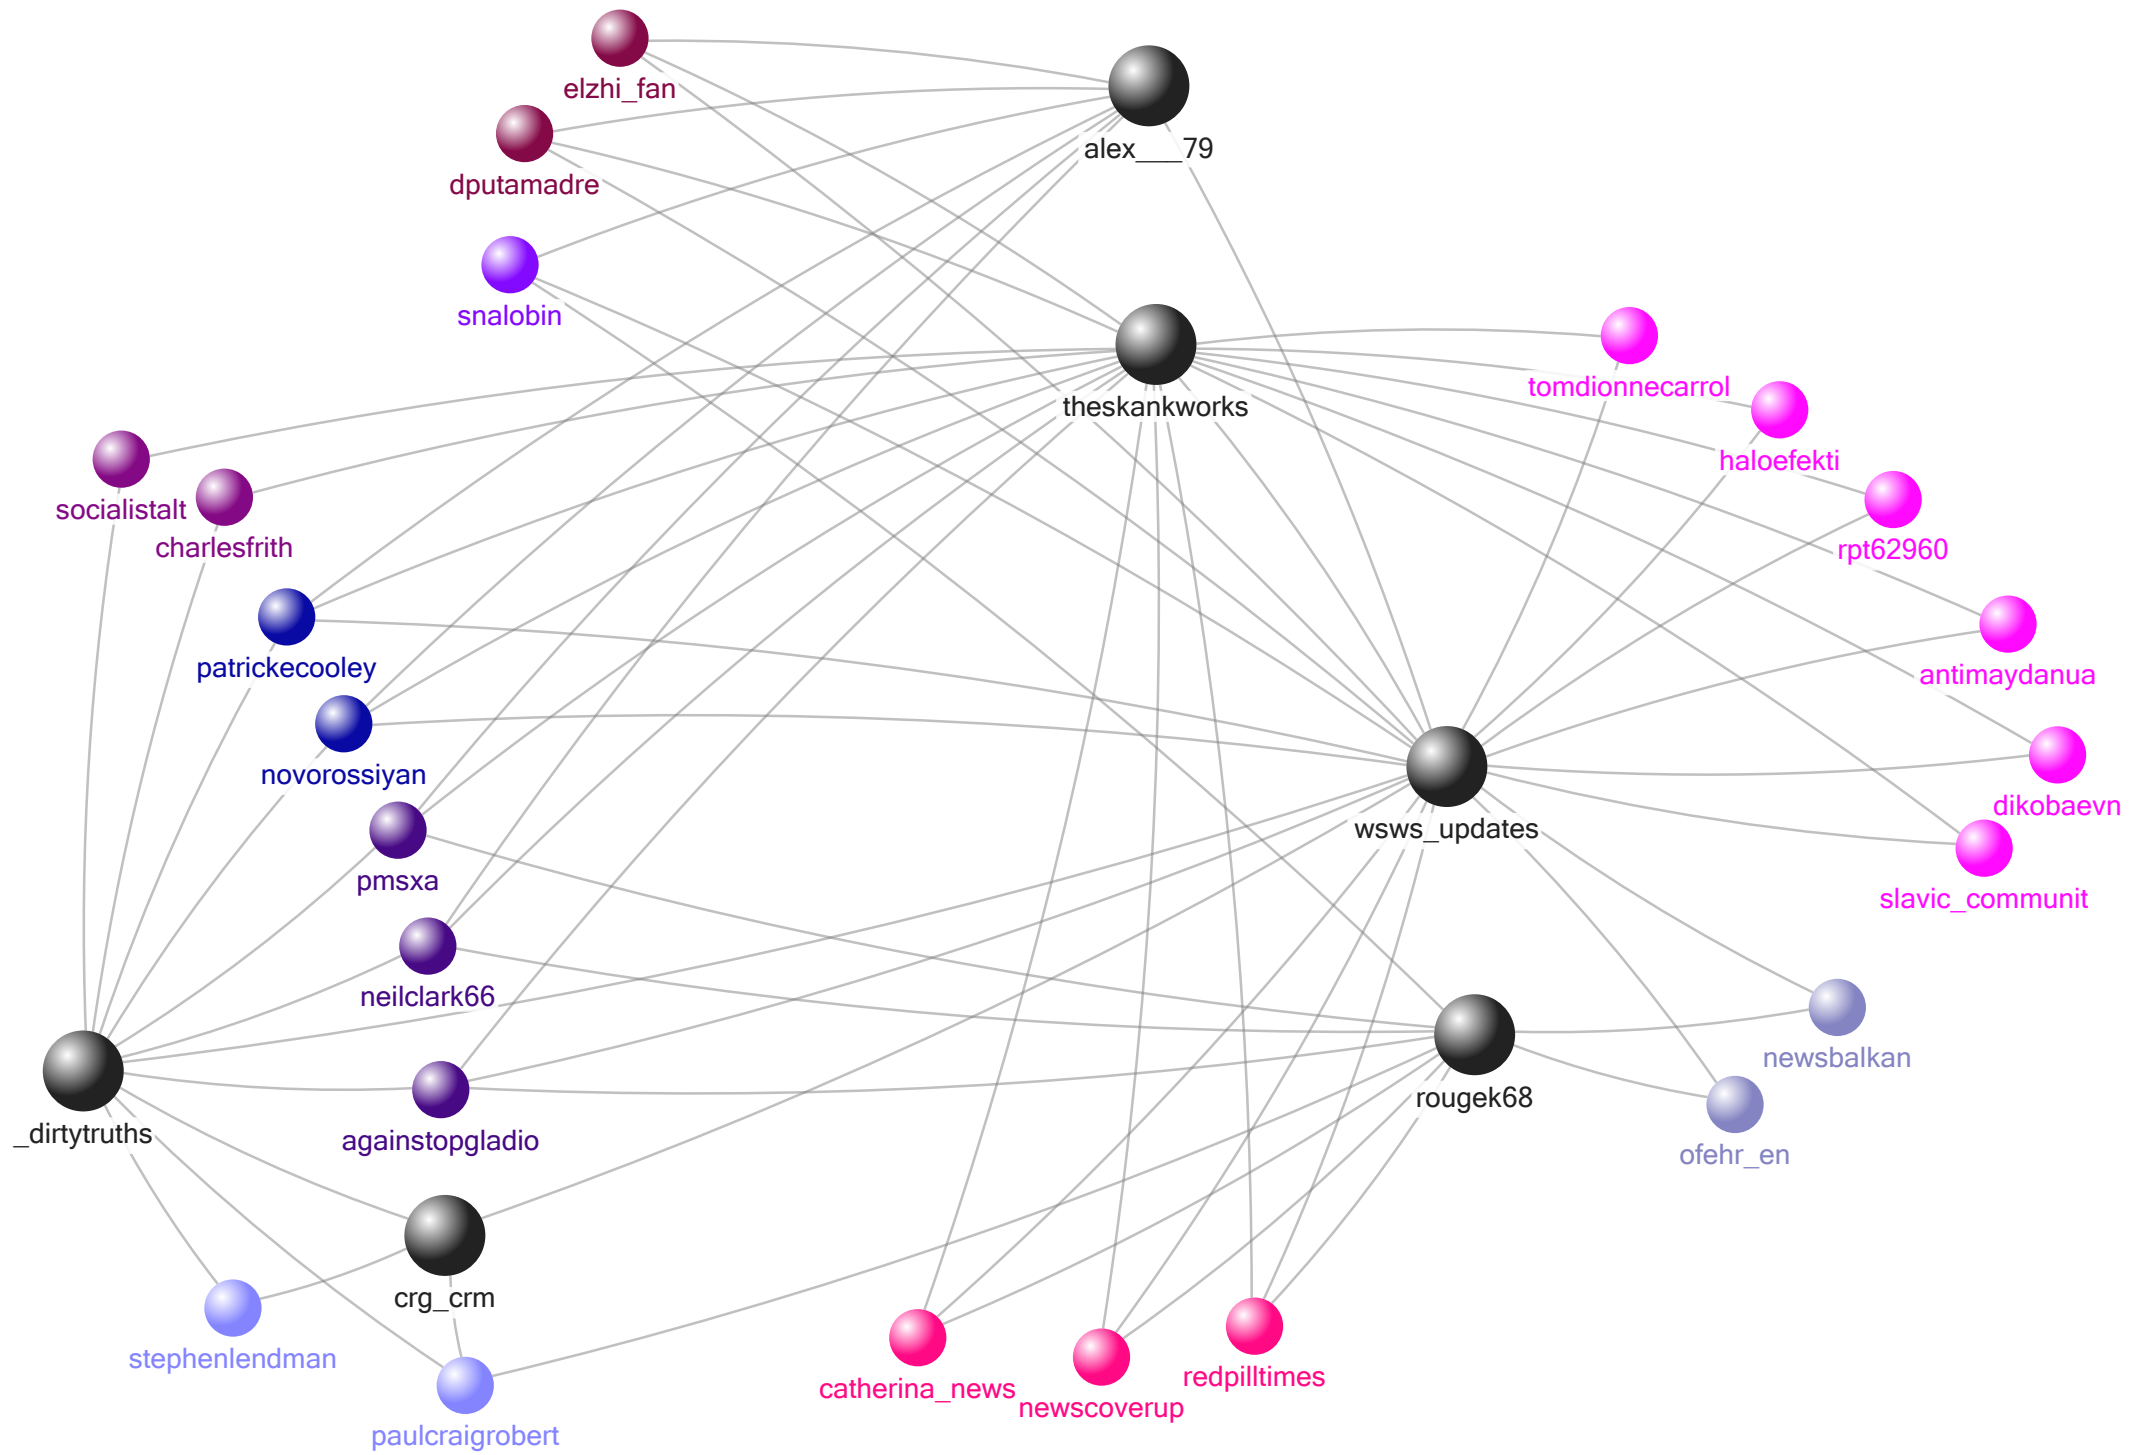 elzhi_fan
alex___79
dputamadre
snalobin
tomdionnecarrol
theskankworks
haloefekti
socialistalt
charlesfrith
rpt62960
patrickecooley
antimaydanua
novorossiyan
dikobaevn
wsws_updates
pmsxa
slavic_communit
neilclark66
newsbalkan
rougek68
_dirtytruths
againstopgladio
ofehr_en
crg_crm
stephenlendman
redpilltimes
catherina_news
newscoverup
paulcraigrobert